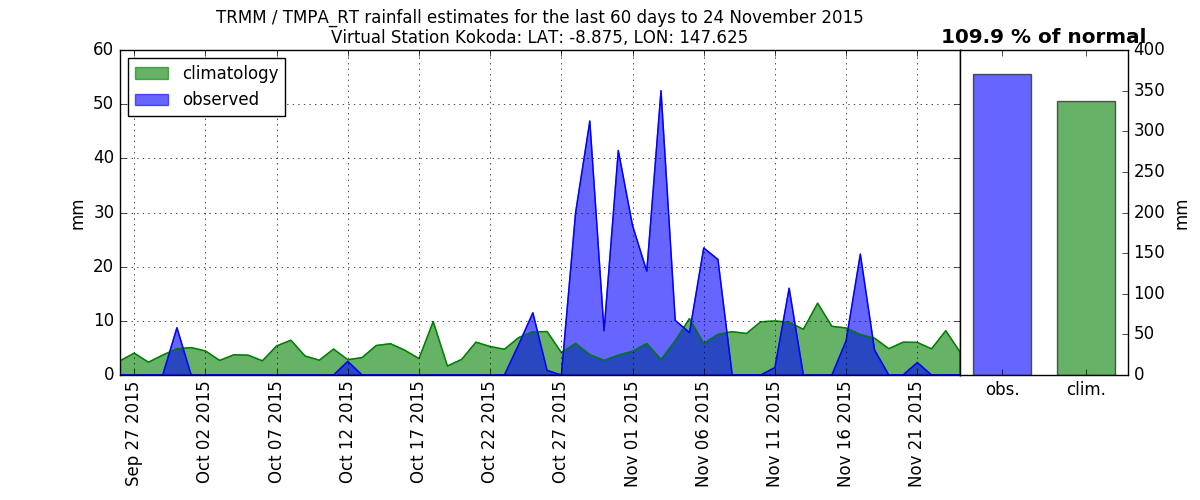 TRMM / TMPA_RT rainfall estimates for the last 60 days to 24 November 2015
Virtual Station Kokoda: LAT: -8.875, LON: 147.625
109.9 % of normal
climatology
observed
60
50
40
30
20
10
0
mm
Sep 27 2015
Oct 02 2015
Oct 07 2015
Oct 12 2015
Oct 17 2015
Oct 22 2015
Oct 27 2015
Nov 01 2015
Nov 06 2015
Nov 11 2015
Nov 16 2015
Nov 21 2015
400
350
300
250
200
150
100
50
0
mm
obs.
clim.